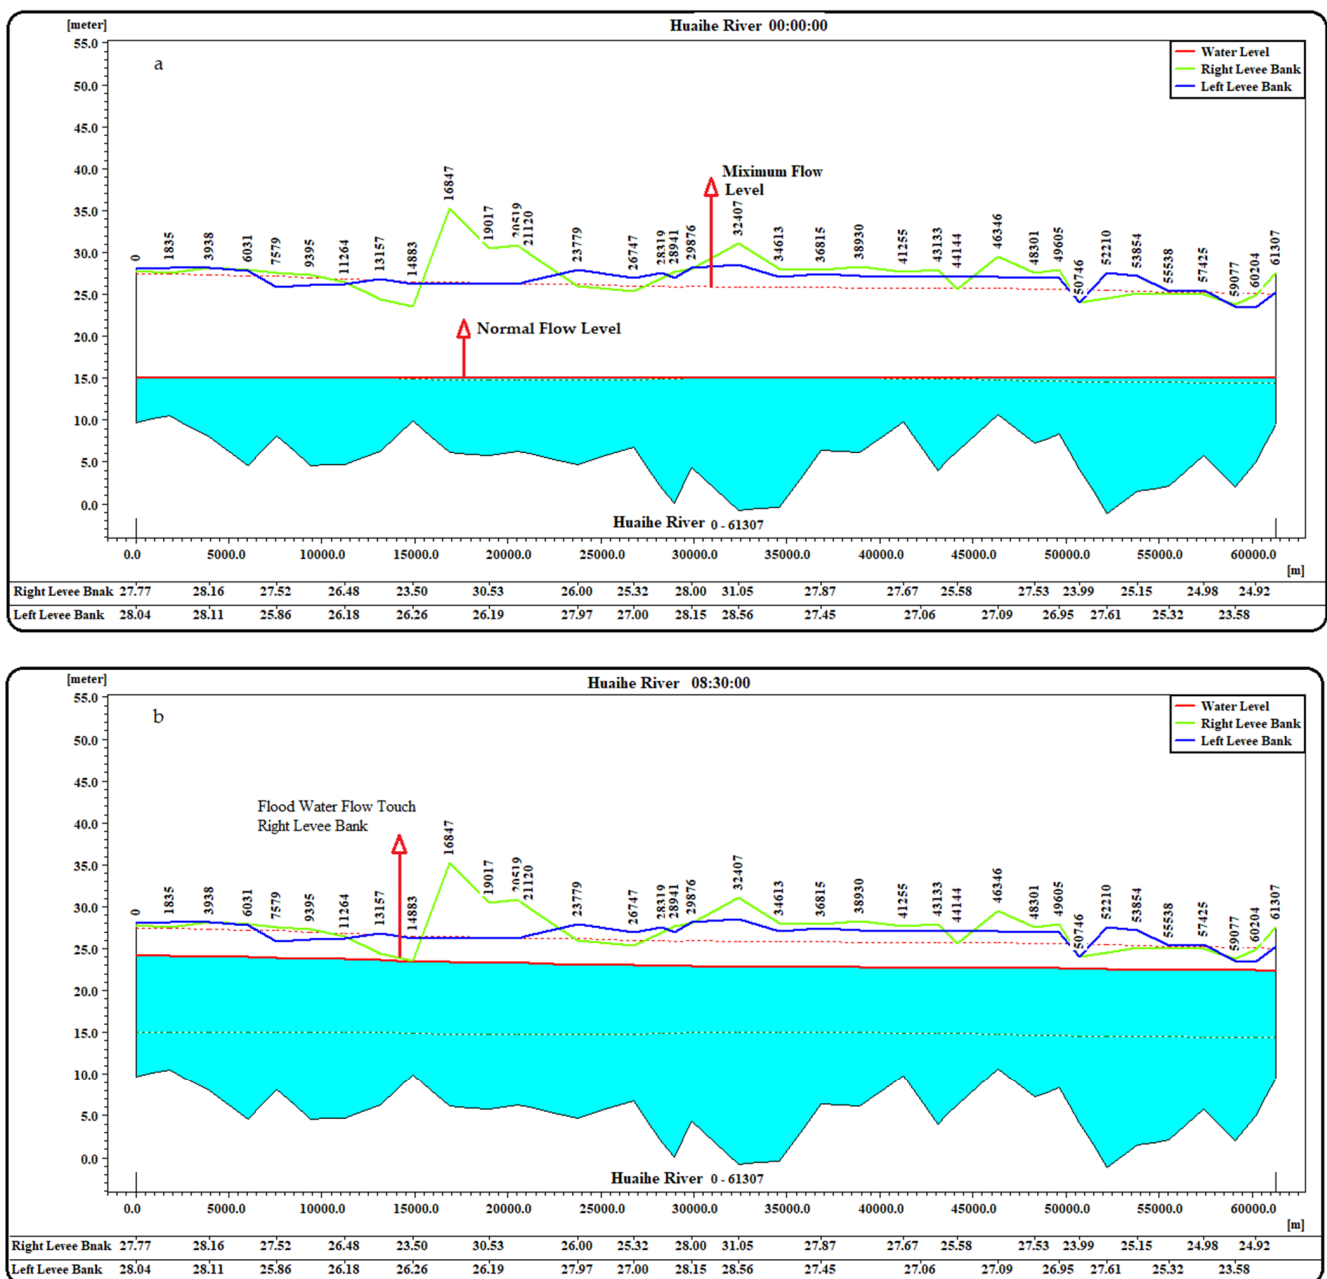 Huaihe River 00:00:00
[meter]
55.0
50.0
45.0
40.0
35.0
30.0
25.0
20.0
15.0
10.0
5.0
0.0
a
Water Level
Right Levee Bank
Left Levee Bank
Miximum Flow
Level
Normal Flow Level
0 1835 3938 6031 7579 9395 11264 13157 14883 16847 19017 20519 21120 23779 26747 28319 28941 29876 32407 34613 36815 38930 41255 43133 44144 46346 48301 49605 50746 52210 53854 55538 57425 59077 60204 61307
Huaihe River 0 - 61307
0.0 5000.0 10000.0 15000.0 20000.0 25000.0 30000.0 35000.0 40000.0 45000.0 50000.0 55000.0 60000.0
[m]
Right Levee Bnak 27.77 28.16 27.52 26.48 23.50 30.53 26.00 25.32 28.00 31.05 27.87 27.67 25.58 27.53 23.99 25.15 24.98 24.92
Left Levee Bank 28.04 28.11 25.86 26.18 26.26 26.19 27.97 27.00 28.15 28.56 27.45 27.06 27.09 26.95 27.61 25.32 23.58
Huaihe River 08:30:00
[meter]
55.0
50.0
45.0
40.0
35.0
30.0
25.0
20.0
15.0
10.0
5.0
0.0
b
Water Level
Right Levee Bank
Left Levee Bank
Flood Water Flow Touch
Right Levee Bank
0 1835 3938 6031 7579 9395 11264 13157 14883 16847 19017 20519 21120 23779 26747 28319 28941 29876 32407 34613 36815 38930 41255 43133 44144 46346 48301 49605 50746 52210 53854 55538 57425 59077 60204 61307
Huaihe River 0 - 61307
0.0 5000.0 10000.0 15000.0 20000.0 25000.0 30000.0 35000.0 40000.0 45000.0 50000.0 55000.0 60000.0
[m]
Right Levee Bnak 27.77 28.16 27.52 26.48 23.50 30.53 26.00 25.32 28.00 31.05 27.87 27.67 25.58 27.53 23.99 25.15 24.98 24.92
Left Levee Bank 28.04 28.11 25.86 26.18 26.26 26.19 27.97 27.00 28.15 28.56 27.45 27.06 27.09 26.95 27.61 25.32 23.58